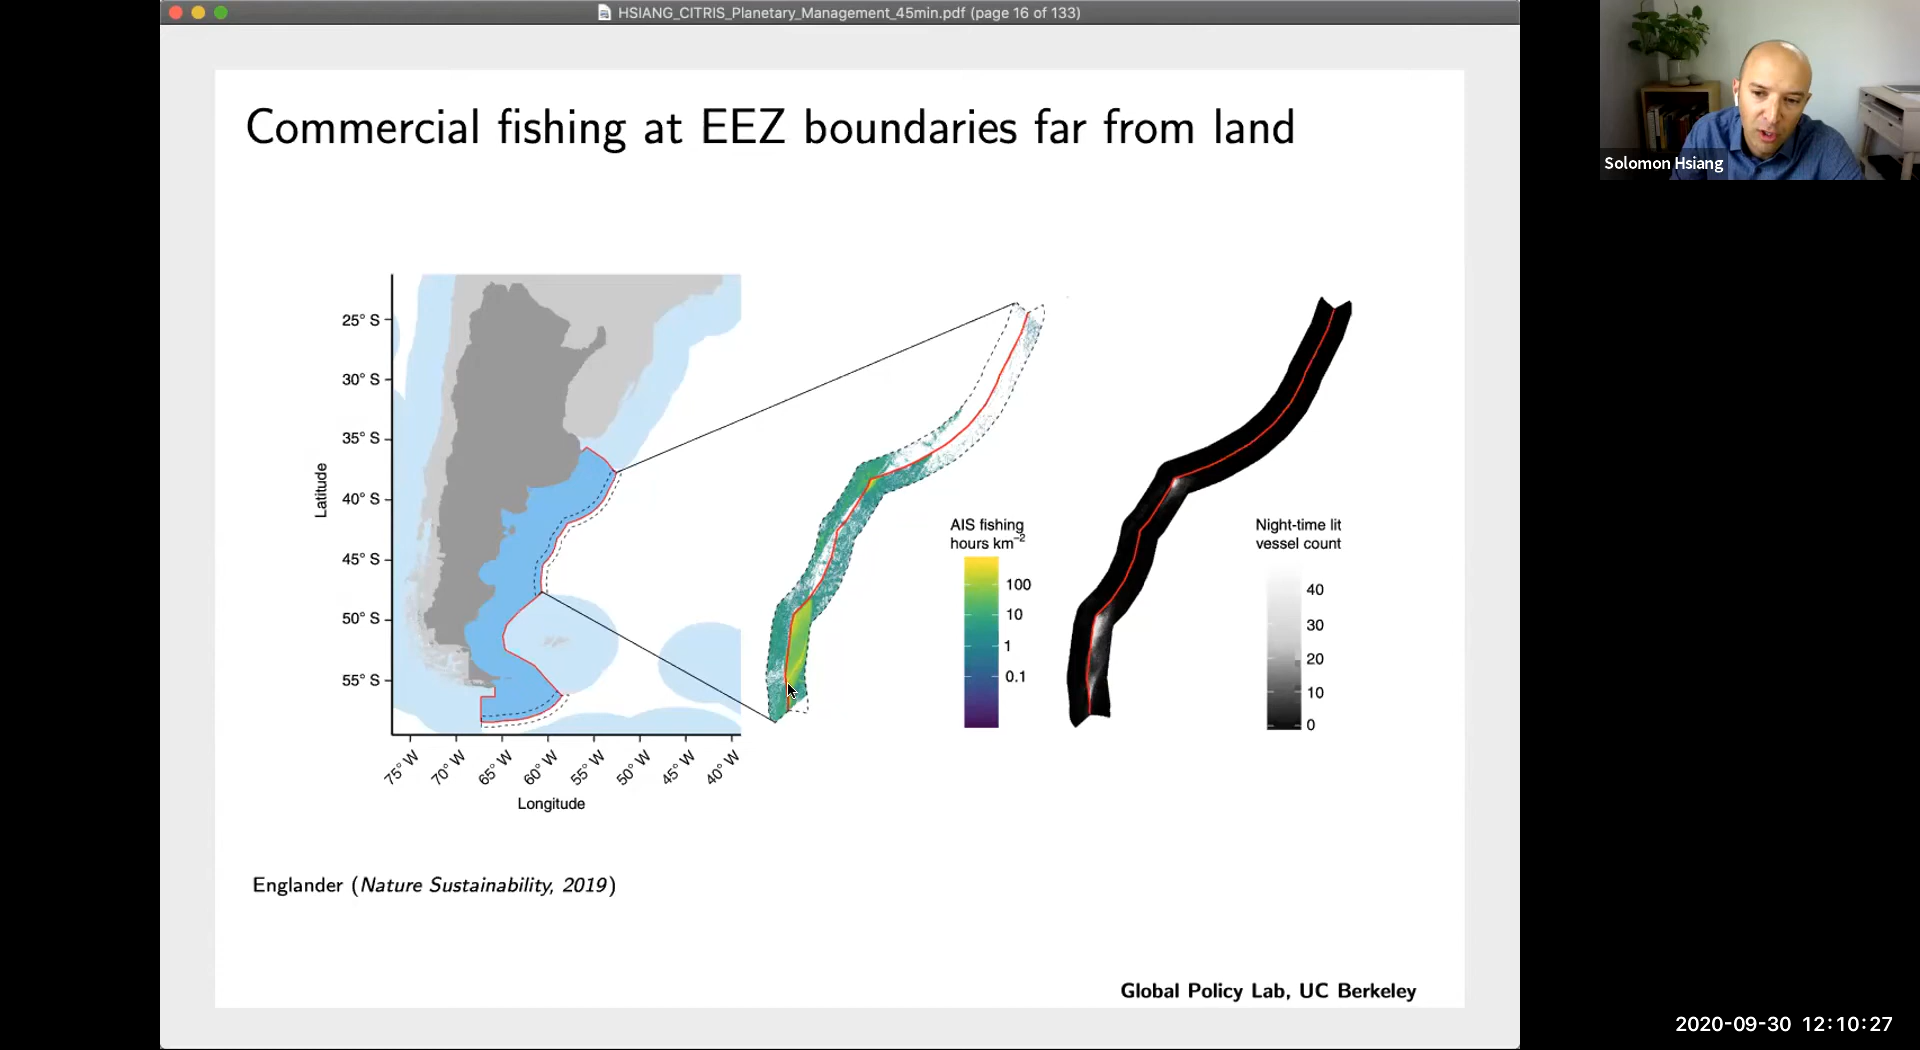 HSIANG_CITRIS_Planetary_Management_45min.pdf (page 16 of 133)
Solomon Hsiang
Commercial fishing at EEZ boundaries far from land
Latitude
25° S
30° S
35° S
40° S
45° S
50° S
55° S
75° W
70° W
65° W
60° W
55° W
50° W
45° W
40° W
Longitude
AIS fishing
hours km⁻²
100
10
1
0.1
Night-time lit
vessel count
40
30
20
10
0
Englander (Nature Sustainability, 2019)
Global Policy Lab, UC Berkeley
2020-09-30 12:10:27